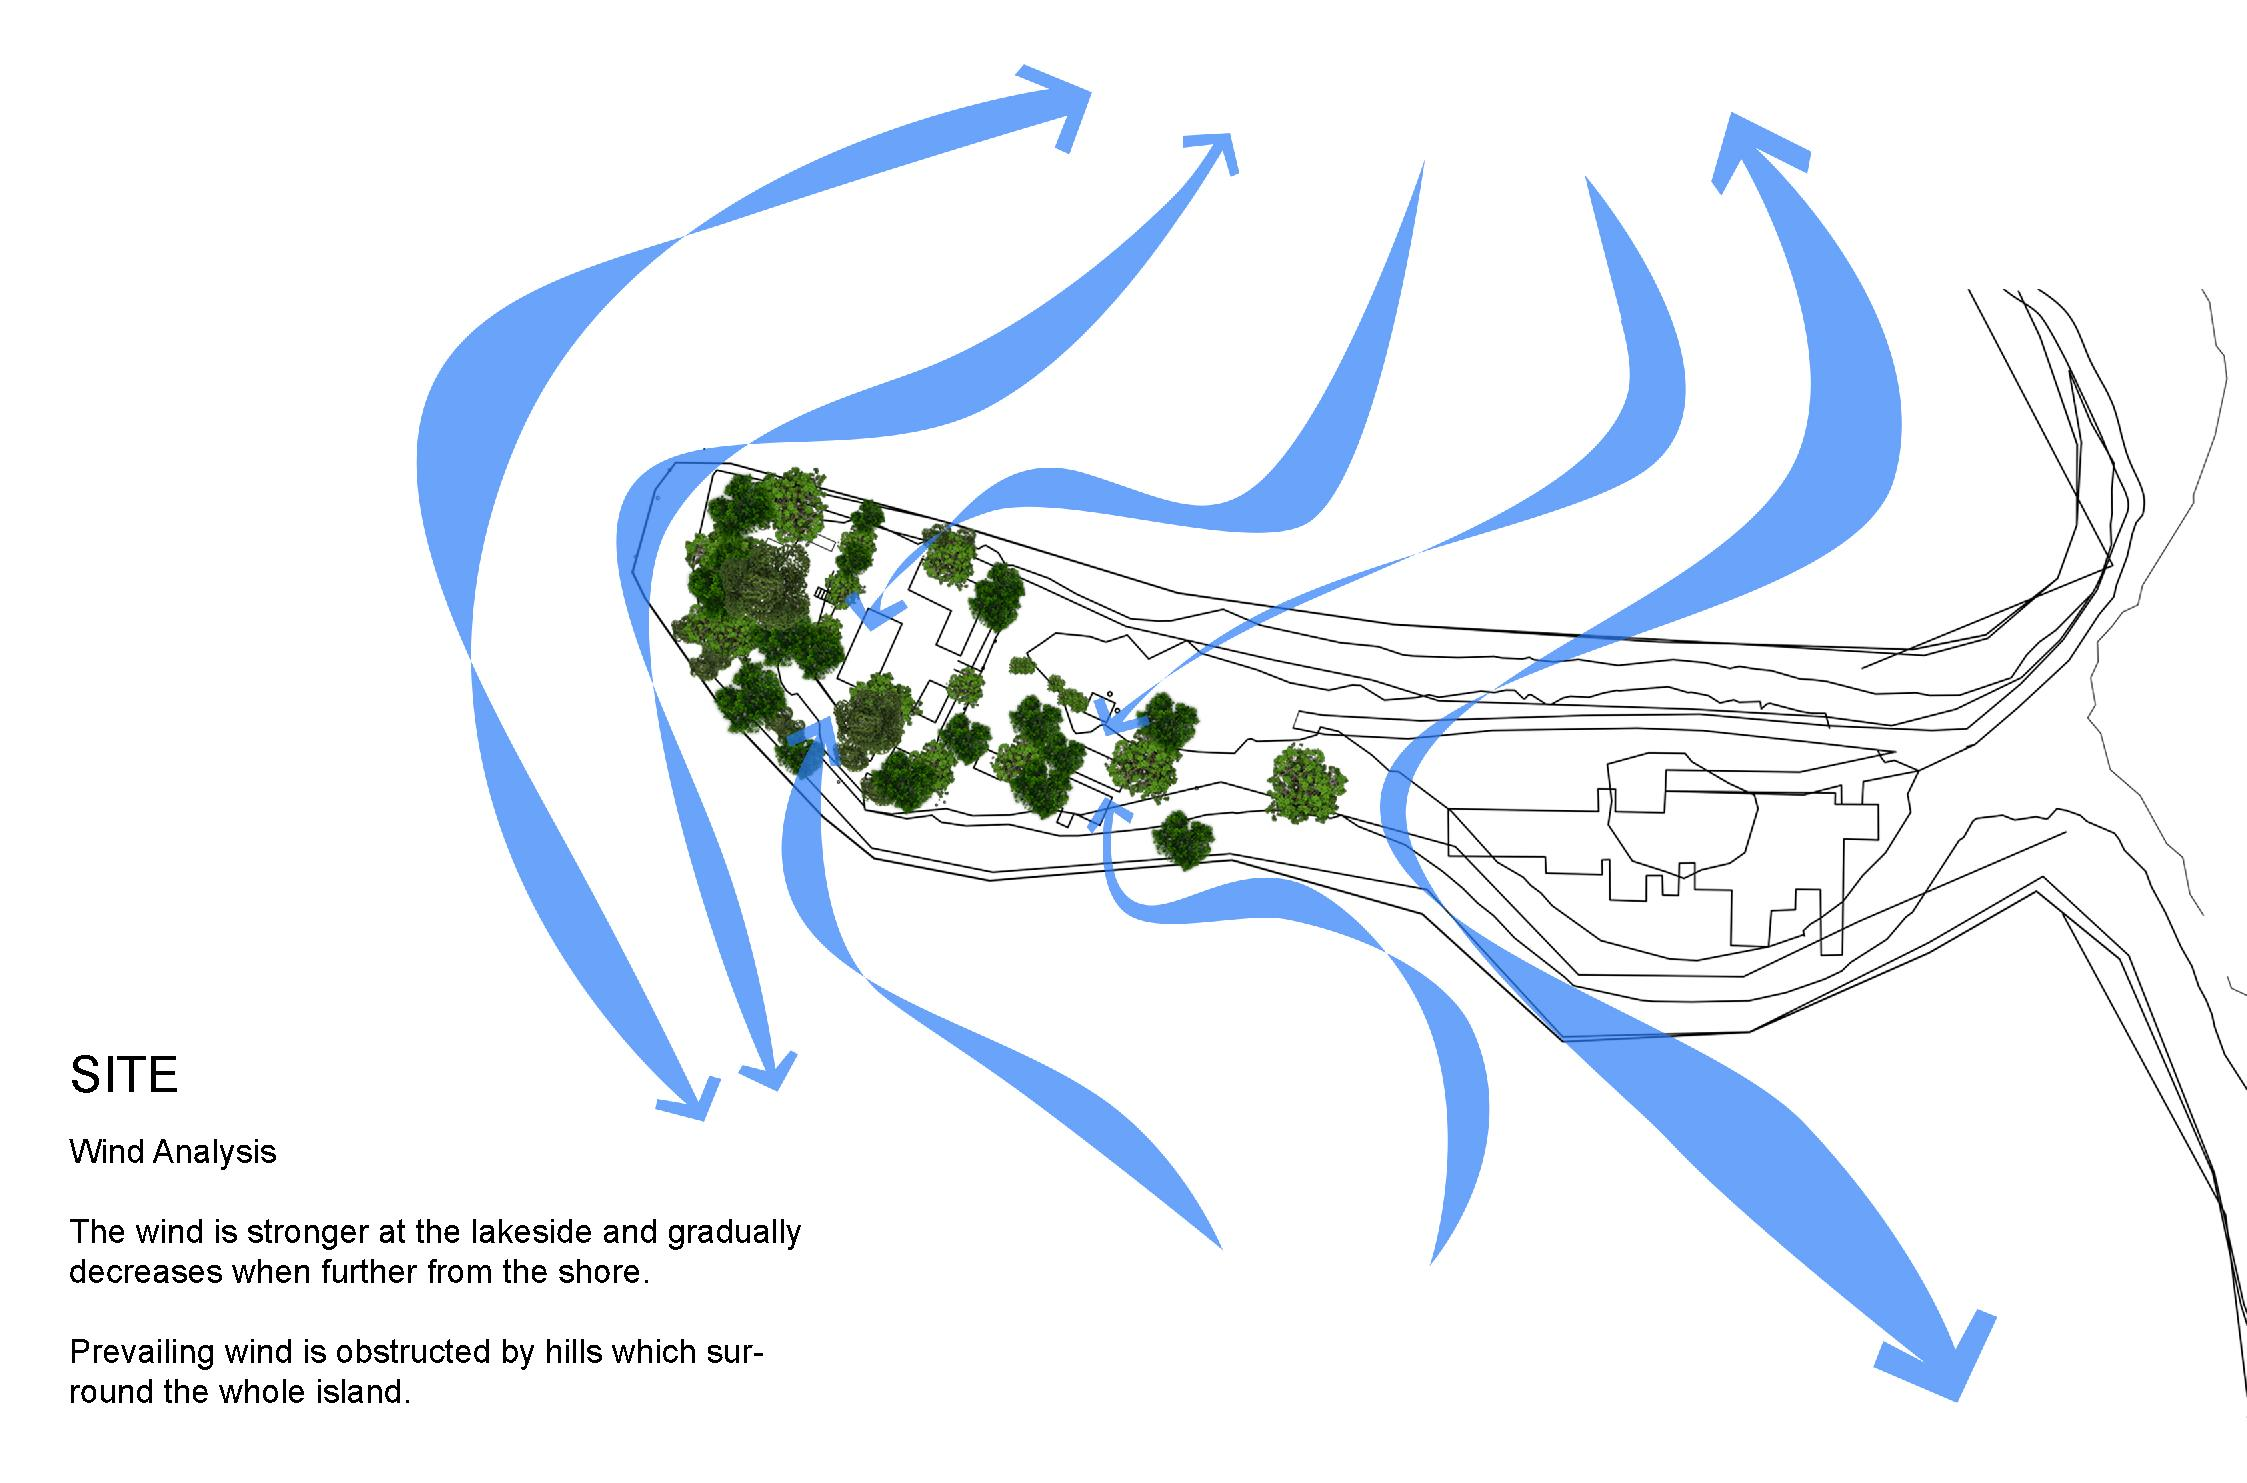 SITE
Wind Analysis
The wind is stronger at the lakeside and gradually
decreases when further from the shore.
Prevailing wind is obstructed by hills which sur-
round the whole island.